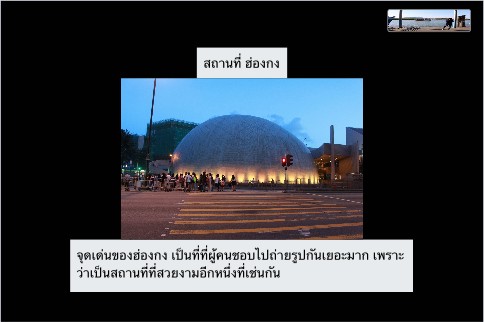 สถานที่ ฮ่องกง
จุดเด่นของฮ่องกง เป็นที่ที่ผู้คนชอบไปถ่ายรูปกันเยอะมาก เพราะ
ว่าเป็นสถานที่ที่สวยงามอีกหนึ่งที่เช่นกัน